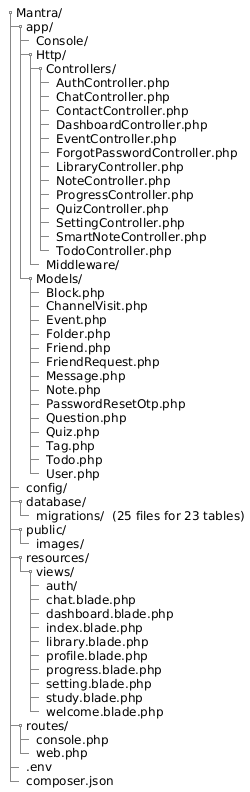 Mantra/
app/
Console/
Http/
Controllers/
AuthController.php
ChatController.php
ContactController.php
DashboardController.php
EventController.php
ForgotPasswordController.php
LibraryController.php
NoteController.php
ProgressController.php
QuizController.php
SettingController.php
SmartNoteController.php
TodoController.php
Middleware/
Models/
Block.php
ChannelVisit.php
Event.php
Folder.php
Friend.php
FriendRequest.php
Message.php
Note.php
PasswordResetOtp.php
Question.php
Quiz.php
Tag.php
Todo.php
User.php
config/
database/
migrations/ (25 files for 23 tables)
public/
images/
resources/
views/
auth/
chat.blade.php
dashboard.blade.php
index.blade.php
library.blade.php
profile.blade.php
progress.blade.php
setting.blade.php
study.blade.php
welcome.blade.php
routes/
console.php
web.php
.env
composer.json